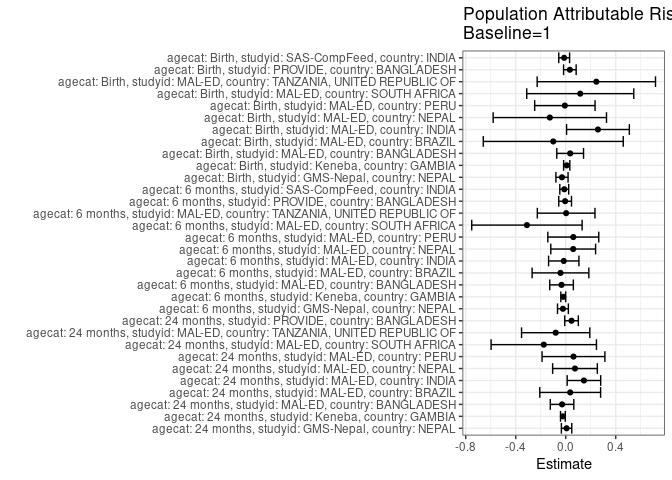 Population Attributable Ris
Baseline=1
agecat: Birth, studyid: SAS-CompFeed, country: INDIA
agecat: Birth, studyid: PROVIDE, country: BANGLADESH
agecat: Birth, studyid: MAL-ED, country: TANZANIA, UNITED REPUBLIC OF
agecat: Birth, studyid: MAL-ED, country: SOUTH AFRICA
agecat: Birth, studyid: MAL-ED, country: PERU
agecat: Birth, studyid: MAL-ED, country: NEPAL
agecat: Birth, studyid: MAL-ED, country: INDIA
agecat: Birth, studyid: MAL-ED, country: BRAZIL
agecat: Birth, studyid: MAL-ED, country: BANGLADESH
agecat: Birth, studyid: Keneba, country: GAMBIA
agecat: Birth, studyid: GMS-Nepal, country: NEPAL
agecat: 6 months, studyid: SAS-CompFeed, country: INDIA
agecat: 6 months, studyid: PROVIDE, country: BANGLADESH
agecat: 6 months, studyid: MAL-ED, country: TANZANIA, UNITED REPUBLIC OF
agecat: 6 months, studyid: MAL-ED, country: SOUTH AFRICA
agecat: 6 months, studyid: MAL-ED, country: PERU
agecat: 6 months, studyid: MAL-ED, country: NEPAL
agecat: 6 months, studyid: MAL-ED, country: INDIA
agecat: 6 months, studyid: MAL-ED, country: BRAZIL
agecat: 6 months, studyid: MAL-ED, country: BANGLADESH
agecat: 6 months, studyid: Keneba, country: GAMBIA
agecat: 6 months, studyid: GMS-Nepal, country: NEPAL
agecat: 24 months, studyid: PROVIDE, country: BANGLADESH
agecat: 24 months, studyid: MAL-ED, country: TANZANIA, UNITED REPUBLIC OF
agecat: 24 months, studyid: MAL-ED, country: SOUTH AFRICA
agecat: 24 months, studyid: MAL-ED, country: PERU
agecat: 24 months, studyid: MAL-ED, country: NEPAL
agecat: 24 months, studyid: MAL-ED, country: INDIA
agecat: 24 months, studyid: MAL-ED, country: BRAZIL
agecat: 24 months, studyid: MAL-ED, country: BANGLADESH
agecat: 24 months, studyid: Keneba, country: GAMBIA
agecat: 24 months, studyid: GMS-Nepal, country: NEPAL
-0.8 -0.4 0.0 0.4
Estimate